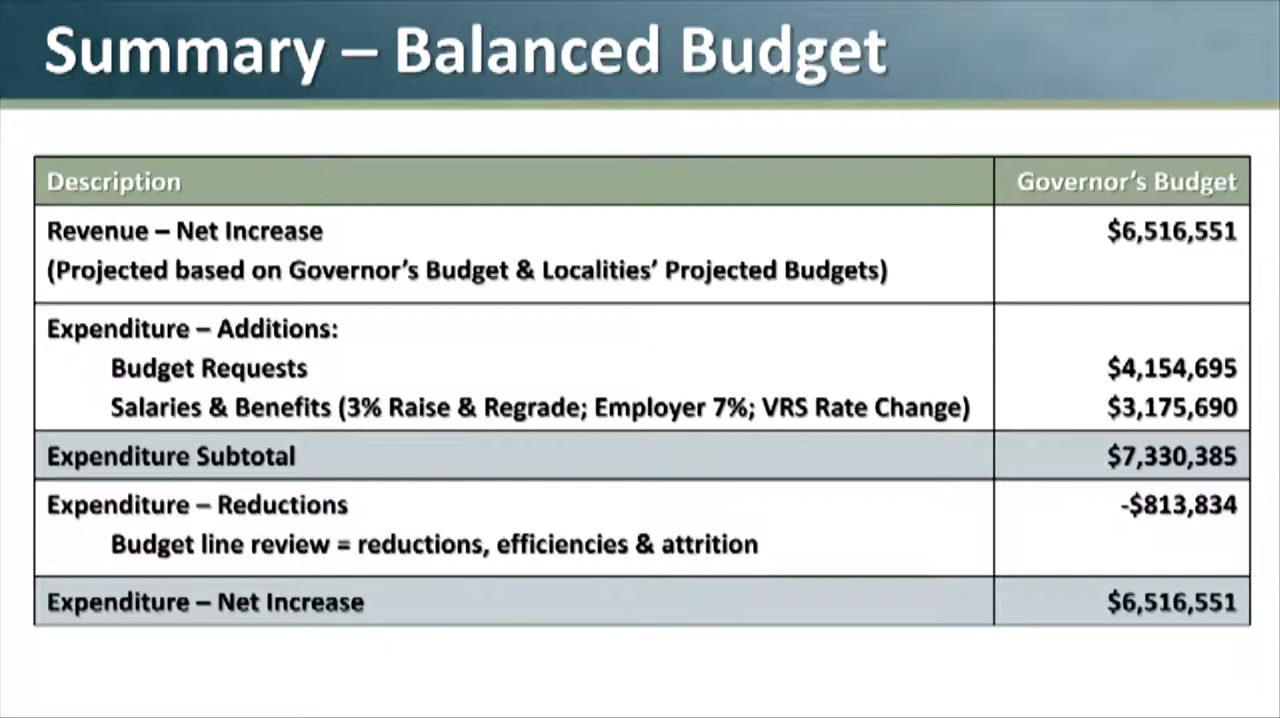 Summary – Balanced Budget
Description Governor's Budget
Revenue – Net Increase $6,516,551
(Projected based on Governor's Budget & Localities' Projected Budgets)
Expenditure – Additions:
Budget Requests $4,154,695
Salaries & Benefits (3% Raise & Regrade; Employer 7%; VRS Rate Change) $3,175,690
Expenditure Subtotal $7,330,385
Expenditure – Reductions -$813,834
Budget line review = reductions, efficiencies & attrition
Expenditure – Net Increase $6,516,551